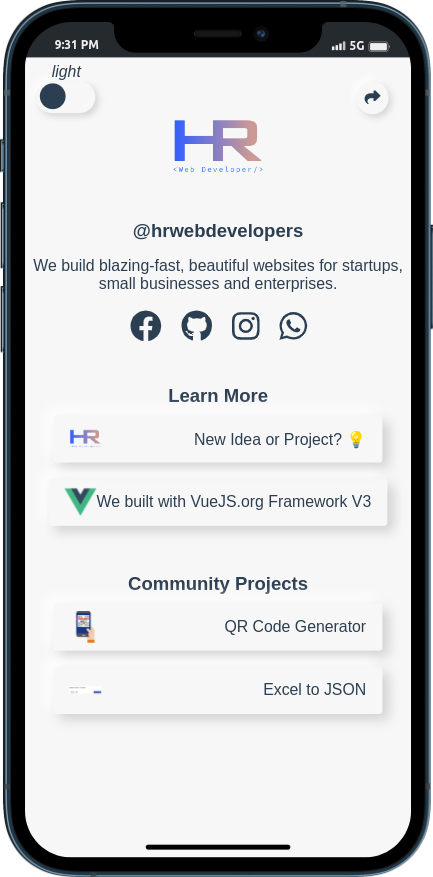 9:31 PM 5G
light
HR
<Web Developer/>
@hrwebdevelopers
We build blazing-fast, beautiful websites for startups,
small businesses and enterprises.
Learn More
HR New Idea or Project? 💡
We built with VueJS.org Framework V3
Community Projects
QR Code Generator
Excel to JSON